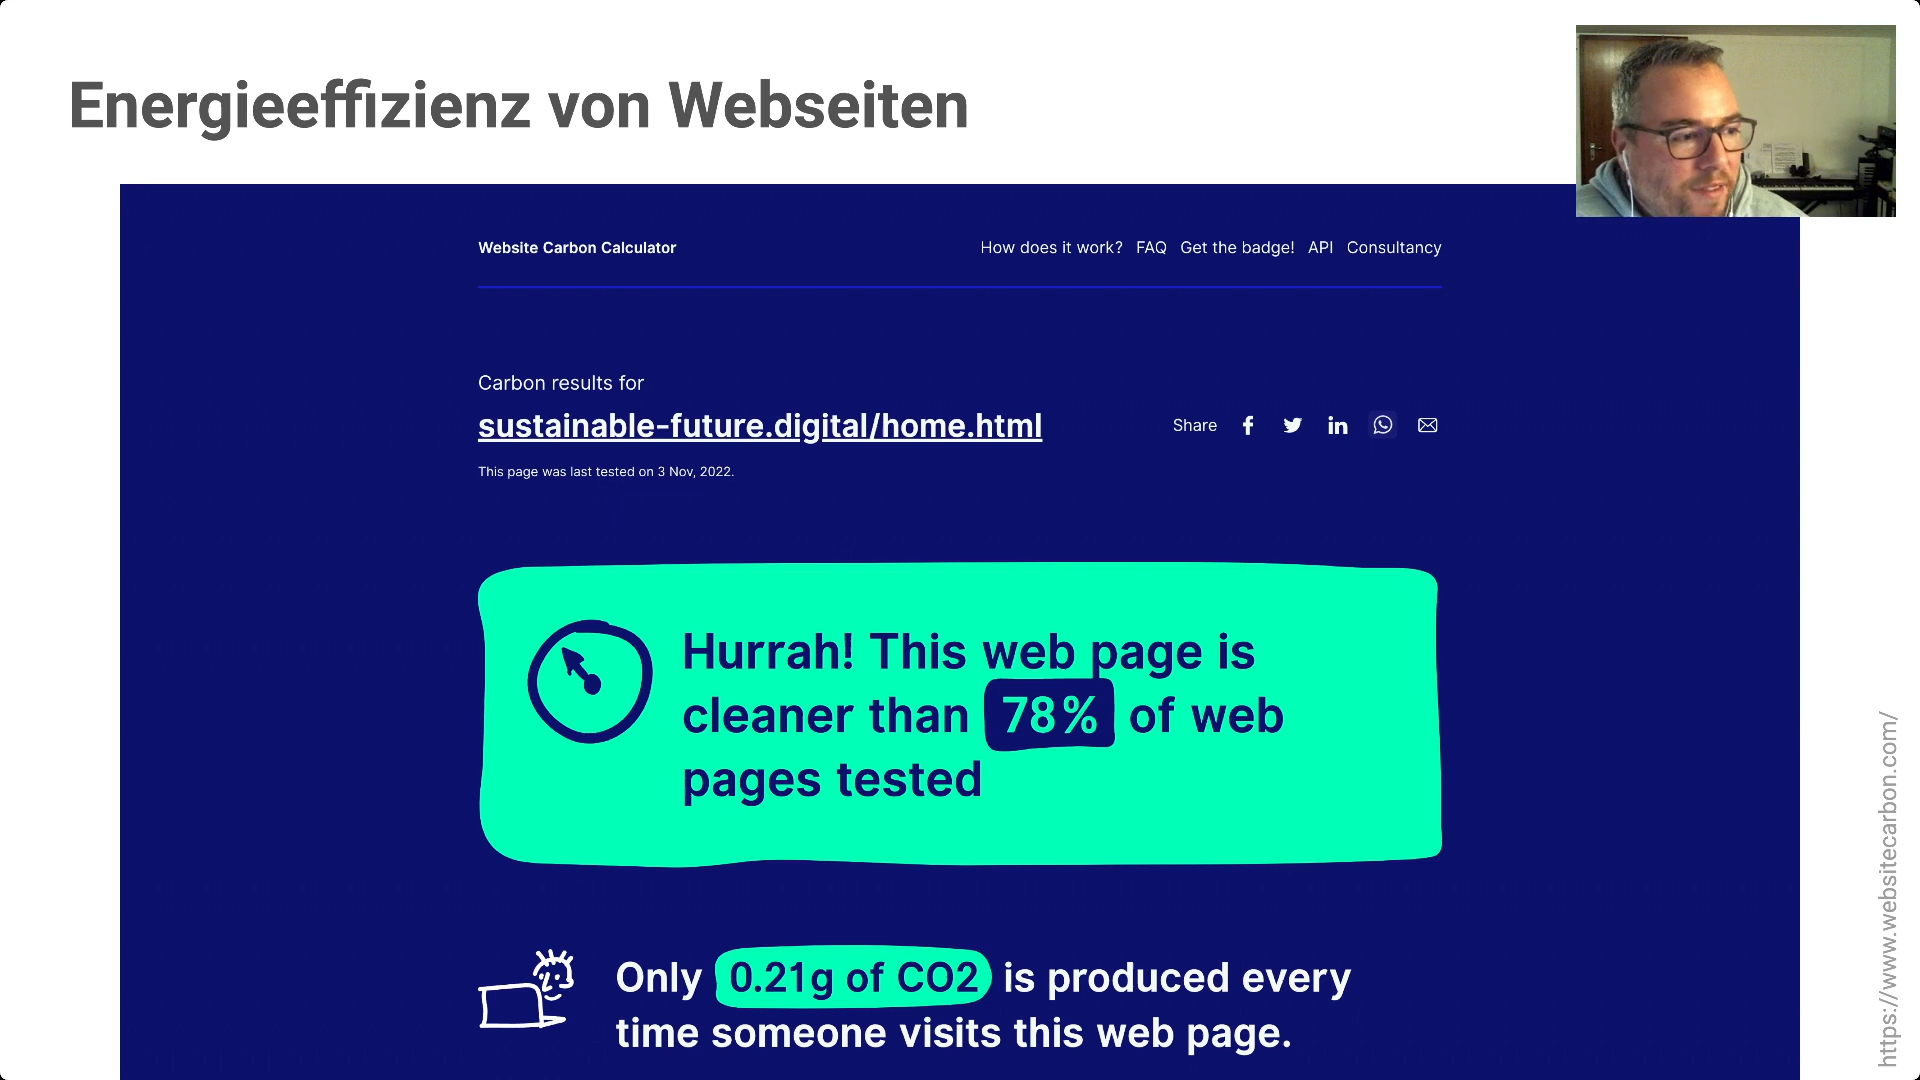 Energieeffizienz von Webseiten
Website Carbon Calculator
How does it work? FAQ Get the badge! API Consultancy
Carbon results for
sustainable-future.digital/home.html
Share
This page was last tested on 3 Nov, 2022.
Hurrah! This web page is
cleaner than 78% of web
pages tested
Only 0.21g of CO2 is produced every
time someone visits this web page.
https://www.websitecarbon.com/